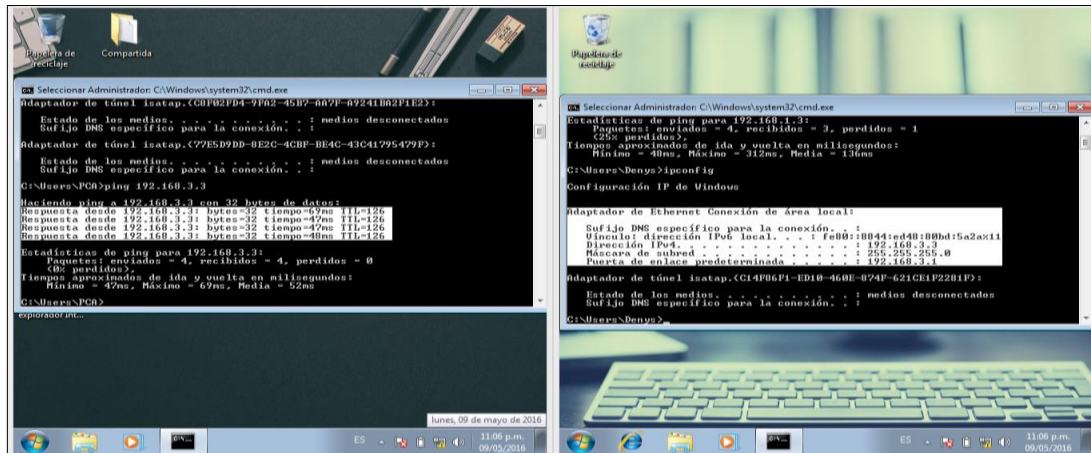 Papelera de
reciclaje
Compartida
Seleccionar Administrador: C:\Windows\system32\cmd.exe
Adaptador de túnel isatap.{C8F02FD4-9FA2-45B7-AA7F-A9241BA2F1E2}:
Estado de los medios. . . . . . . . . . . : medios desconectados
Sufijo DNS específico para la conexión. . :
Adaptador de túnel isatap.{77E5D9DD-8E2C-4CBF-BE4C-43C41795479F}:
Estado de los medios. . . . . . . . . . . : medios desconectados
Sufijo DNS específico para la conexión. . :
C:\Users\PCA>ping 192.168.3.3
Haciendo ping a 192.168.3.3 con 32 bytes de datos:
Respuesta desde 192.168.3.3: bytes=32 tiempo=69ms TTL=126
Respuesta desde 192.168.3.3: bytes=32 tiempo=47ms TTL=126
Respuesta desde 192.168.3.3: bytes=32 tiempo=47ms TTL=126
Respuesta desde 192.168.3.3: bytes=32 tiempo=48ms TTL=126
Estadísticas de ping para 192.168.3.3:
Paquetes: enviados = 4, recibidos = 4, perdidos = 0
(0% perdidos),
Tiempos aproximados de ida y vuelta en milisegundos:
Mínimo = 47ms, Máximo = 69ms, Media = 52ms
C:\Users\PCA>
explorador.int...
lunes, 09 de mayo de 2016
ES
11:06 p.m.
09/05/2016
Papelera de
reciclaje
Seleccionar Administrador: C:\Windows\system32\cmd.exe
Estadísticas de ping para 192.168.1.3:
Paquetes: enviados = 4, recibidos = 3, perdidos = 1
(25% perdidos),
Tiempos aproximados de ida y vuelta en milisegundos:
Mínimo = 48ms, Máximo = 312ms, Media = 136ms
C:\Users\Denys>ipconfig
Configuración IP de Windows
Adaptador de Ethernet Conexión de área local:
Sufijo DNS específico para la conexión. . :
Vínculo: dirección IPv6 local. . . : fe80::8844:ed48:80bd:5a2ax11
Dirección IPv4. . . . . . . . . . . . . . : 192.168.3.3
Máscara de subred . . . . . . . . . . . . : 255.255.255.0
Puerta de enlace predeterminada . . . . . : 192.168.3.1
Adaptador de túnel isatap.{C14F86F1-ED10-460E-874F-621CE1F2281F}:
Estado de los medios. . . . . . . . . . . : medios desconectados
Sufijo DNS específico para la conexión. . :
C:\Users\Denys>_
ES
11:06 p.m.
09/05/2016